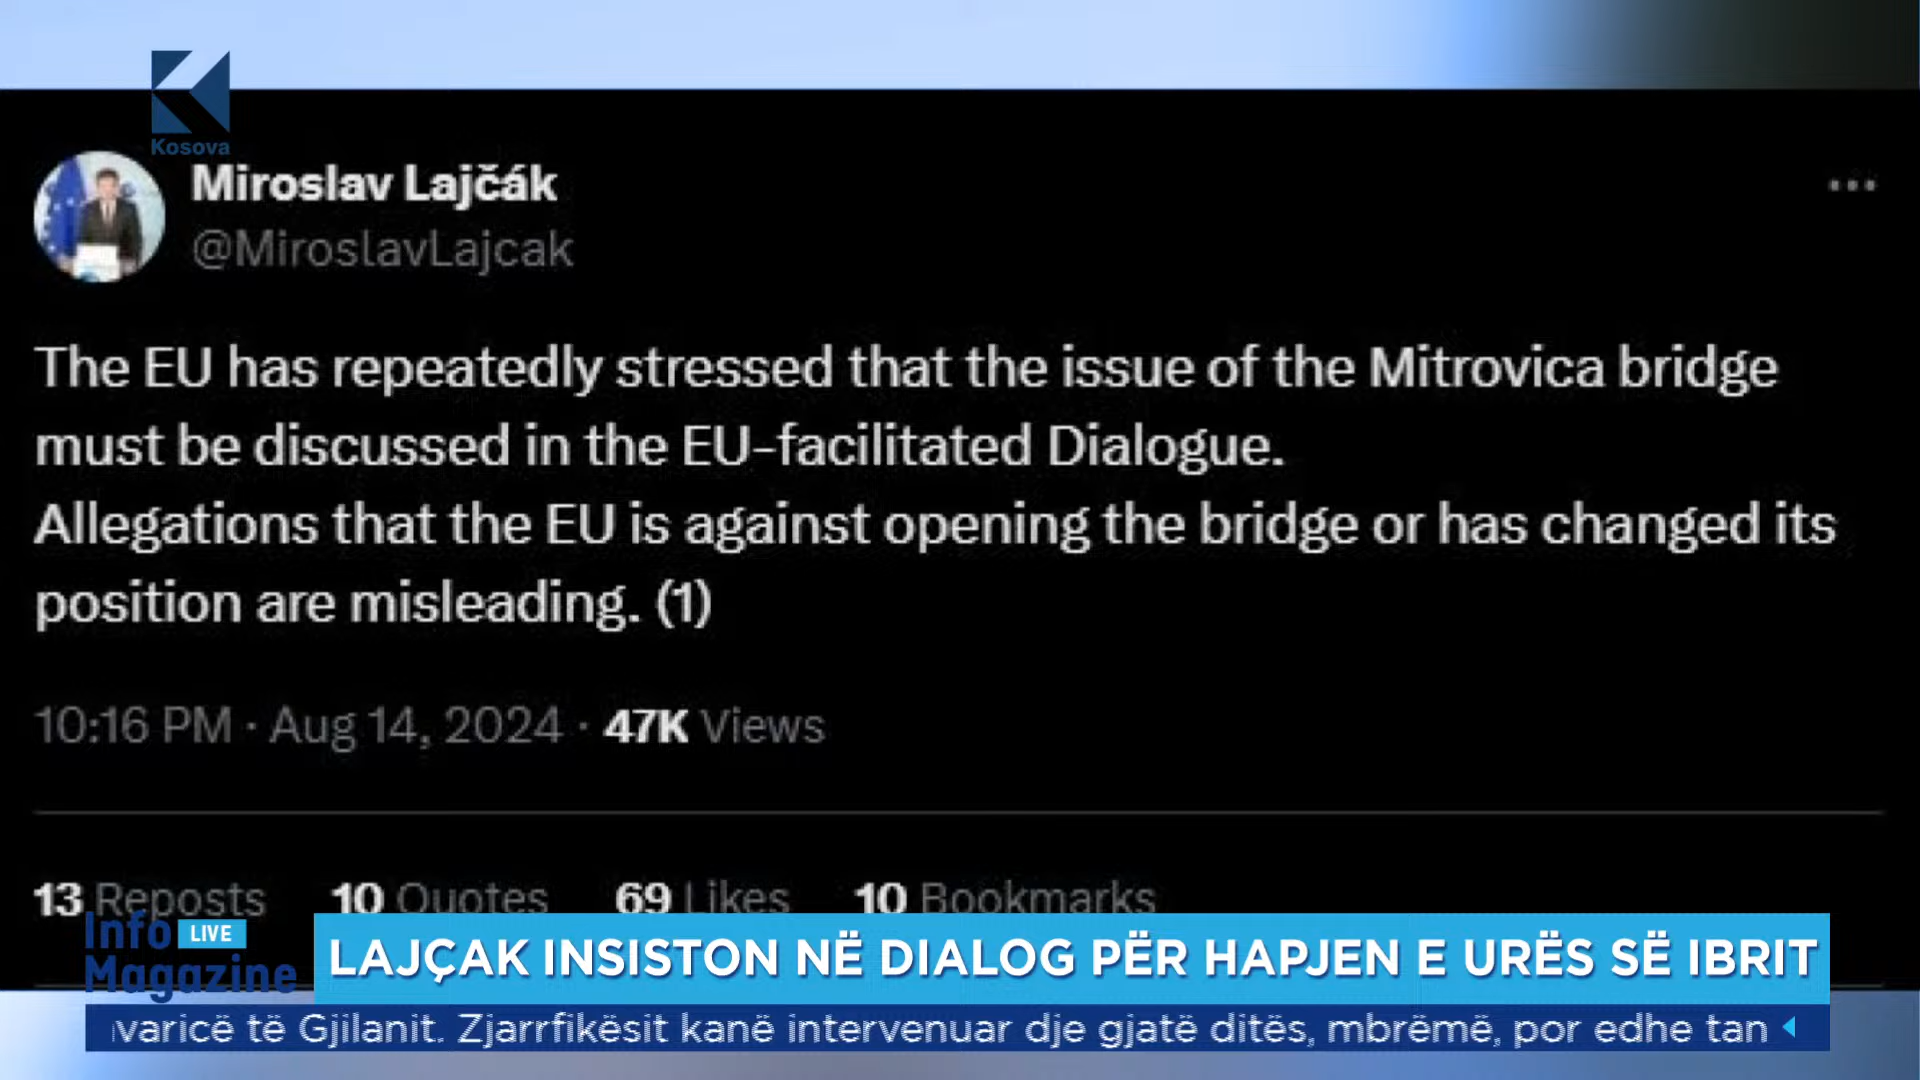 Kosova
Miroslav Lajčák
@MiroslavLajcak
The EU has repeatedly stressed that the issue of the Mitrovica bridge
must be discussed in the EU-facilitated Dialogue.
Allegations that the EU is against opening the bridge or has changed its
position are misleading. (1)
10:16 PM · Aug 14, 2024 · 47K Views
13 Reposts 10 Quotes 69 Likes 10 Bookmarks
Info LIVE
Magazine
LAJÇAK INSISTON NË DIALOG PËR HAPJEN E URËS SË IBRIT
të Gjilanit. Zjarrfikësit kanë intervenuar dje gjatë ditës, mbrëmë, por edhe tan